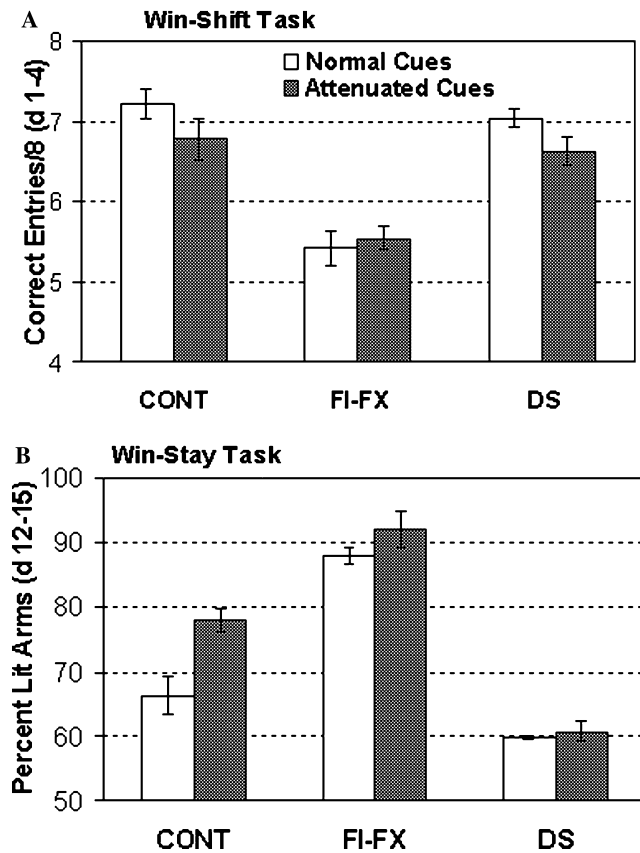 A Win-Shift Task
Correct Entries/8 (d 1-4)
8
7
6
5
4
Normal Cues
Attenuated Cues
CONT FI-FX DS
B Win-Stay Task
Percent Lit Arms (d 12-15)
100
90
80
70
60
50
CONT FI-FX DS